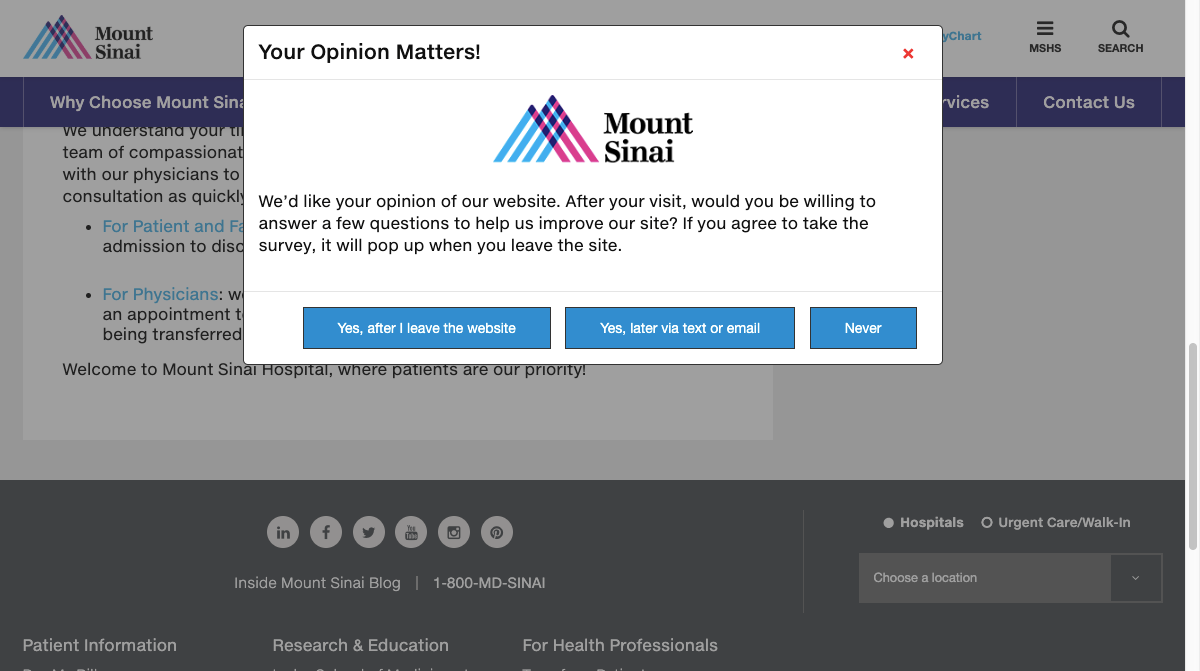 Mount
Sinai
yChart
MSHS
SEARCH
Why Choose Mount Sina
rvices
Contact Us
Your Opinion Matters!
Mount
Sinai
We'd like your opinion of our website. After your visit, would you be willing to
answer a few questions to help us improve our site? If you agree to take the
survey, it will pop up when you leave the site.
Yes, after I leave the website
Yes, later via text or email
Never
We understand your ti
team of compassionat
with our physicians to
consultation as quickly
For Patient and Fa
admission to disc
For Physicians: we
an appointment t
being transferred
Welcome to Mount Sinai Hospital, where patients are our priority!
Inside Mount Sinai Blog | 1-800-MD-SINAI
Hospitals
Urgent Care/Walk-In
Choose a location
Patient Information
Research & Education
For Health Professionals